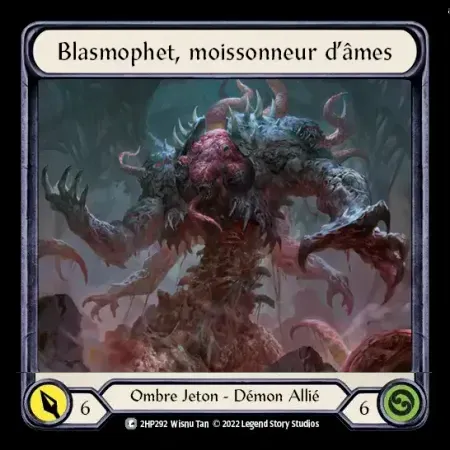 Blasmophet, moissonneur d'âmes
6 Ombre Jeton - Démon Allié 6
C 2HP292 Wisnu Tan © 2022 Legend Story Studios